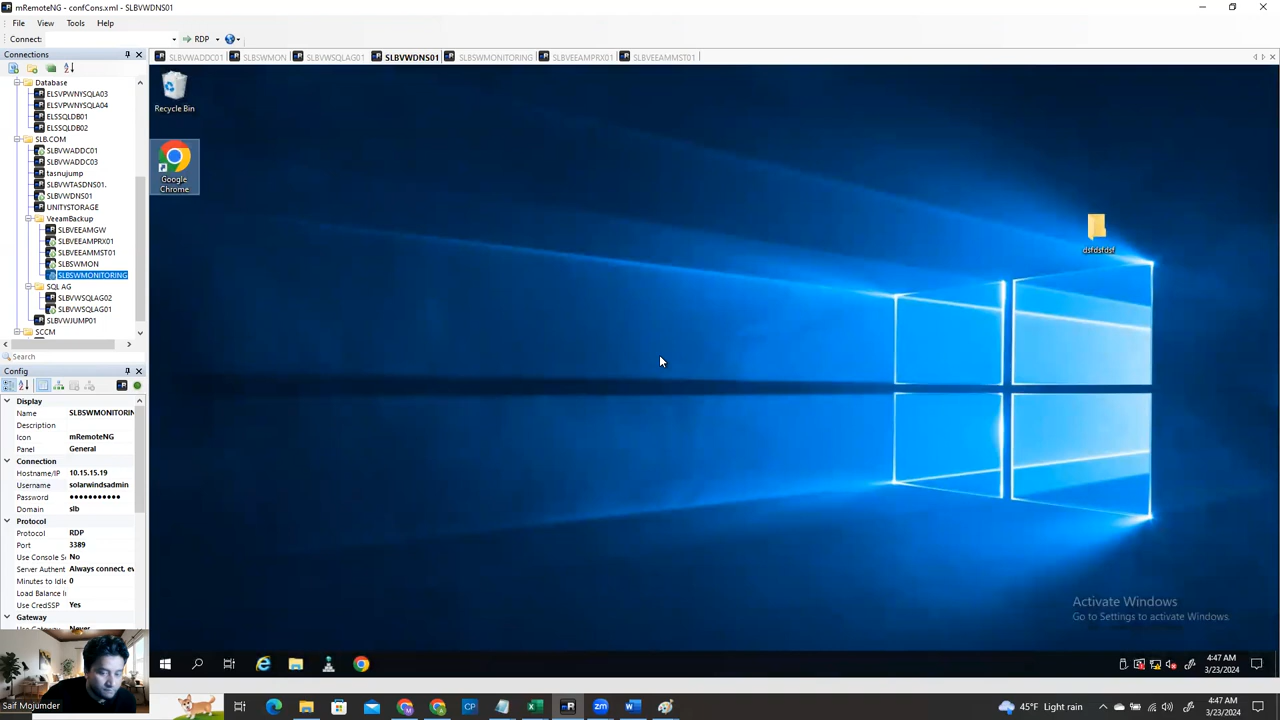 mRemoteNG - confCons.xml - SLBVWDNS01
File View Tools Help
Connect: RDP
Connections
SLBVWADDC01 SLBSWMON SLBVWSQLAG01 SLBVWDNS01 SLBSWMONITORING SLBVEEAMPRX01 SLBVEEAMMST01
Database
ELSVPWNYSQLA03
ELSVPWNYSQLA04
ELSSQLDB01
ELSSQLDB02
SLB.COM
SLBVWADDC01
SLBVWADDC03
tasnujump
SLBVWTASDNS01.
SLBVWDNS01
UNITYSTORAGE
VeeamBackup
SLBVEEAMGW
SLBVEEAMPRX01
SLBVEEAMMST01
SLBSWMON
SLBSWMONITORING
SQL AG
SLBVWSQLAG02
SLBVWSQLAG01
SLBVWJUMP01
SCCM
Search
Config
Display
Name SLBSWMONITORIN
Description
Icon mRemoteNG
Panel General
Connection
Hostname/IP 10.15.15.19
Username solarwindsadmin
Password ●●●●●●●●●●●
Domain slb
Protocol
Protocol RDP
Port 3389
Use Console S No
Server Authent Always connect, ev
Minutes to Idle 0
Load Balance I
Use CredSSP Yes
Gateway
Never
Saif Mojumder
Recycle Bin
Google
Chrome
dsfdsfdsf
Activate Windows
Go to Settings to activate Windows.
4:47 AM
3/23/2024
45°F Light rain
4:47 AM
3/23/2024